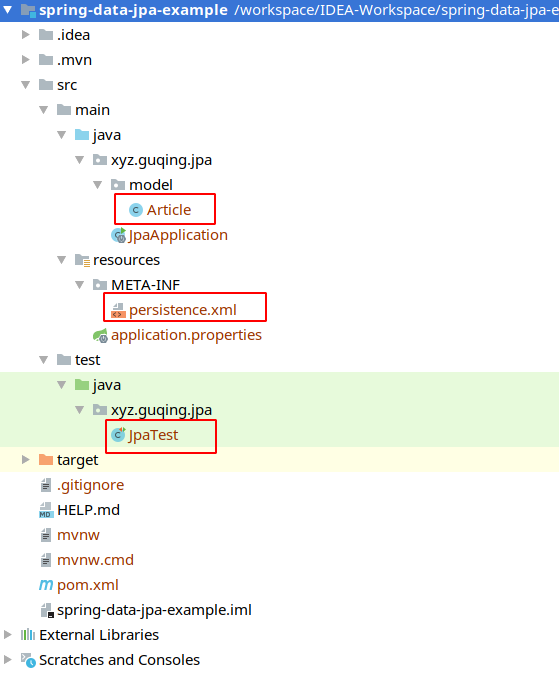 spring-data-jpa-example /workspace/IDEA-Workspace/spring-data-jpa-e
.idea
.mvn
src
main
java
xyz.guqing.jpa
model
Article
JpaApplication
resources
META-INF
persistence.xml
application.properties
test
java
xyz.guqing.jpa
JpaTest
target
.gitignore
HELP.md
mvnw
mvnw.cmd
pom.xml
spring-data-jpa-example.iml
External Libraries
Scratches and Consoles